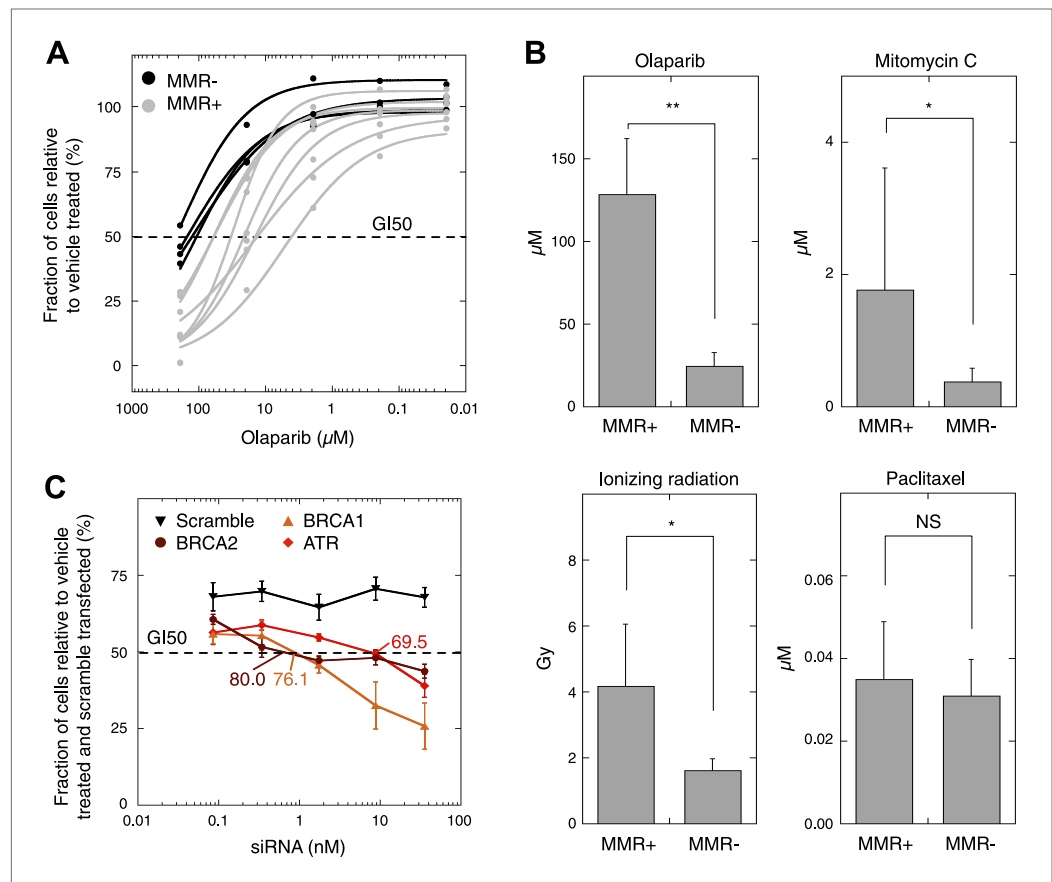 A
MMR-
MMR+
Fraction of cells relative
to vehicle treated (%)
100
75
50
25
0
GI50
1000
100
10
1
0.1
0.01
Olaparib (µM)
B
Olaparib
**
µM
150
100
50
0
MMR+
MMR-
Mitomycin C
*
µM
4
2
0
MMR+
MMR-
Ionizing radiation
*
Gy
8
6
4
2
0
MMR+
MMR-
Paclitaxel
NS
µM
0.06
0.04
0.02
0.00
MMR+
MMR-
C
Scramble
BRCA1
BRCA2
ATR
Fraction of cells relative to vehicle
treated and scramble transfected (%)
75
50
25
0
GI50
69.5
80.0
76.1
0.01
0.1
1
10
100
siRNA (nM)